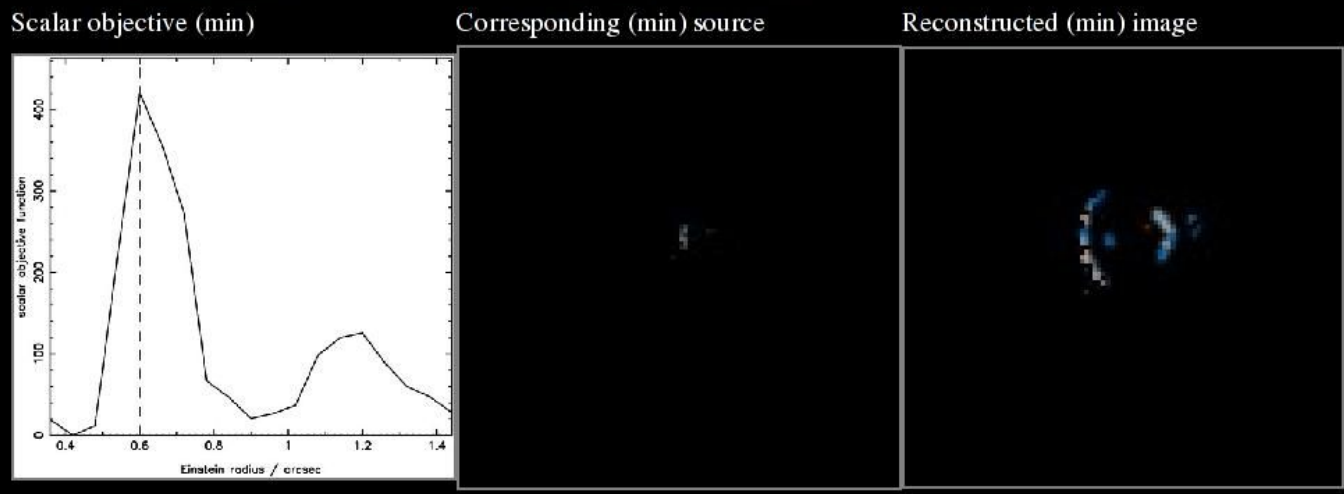 Scalar objective (min)
Corresponding (min) source
Reconstructed (min) image
scalar objective function
400
300
200
100
0
0.4
0.6
0.8
1
1.2
1.4
Einstein radius / arcsec